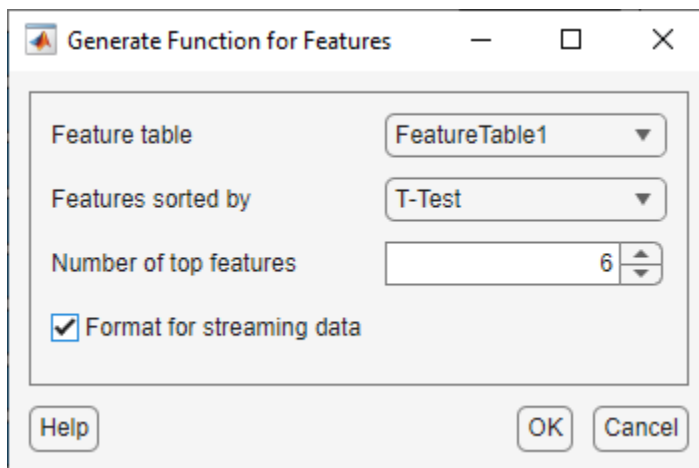 Generate Function for Features
Feature table FeatureTable1
Features sorted by T-Test
Number of top features 6
Format for streaming data
Help OK Cancel